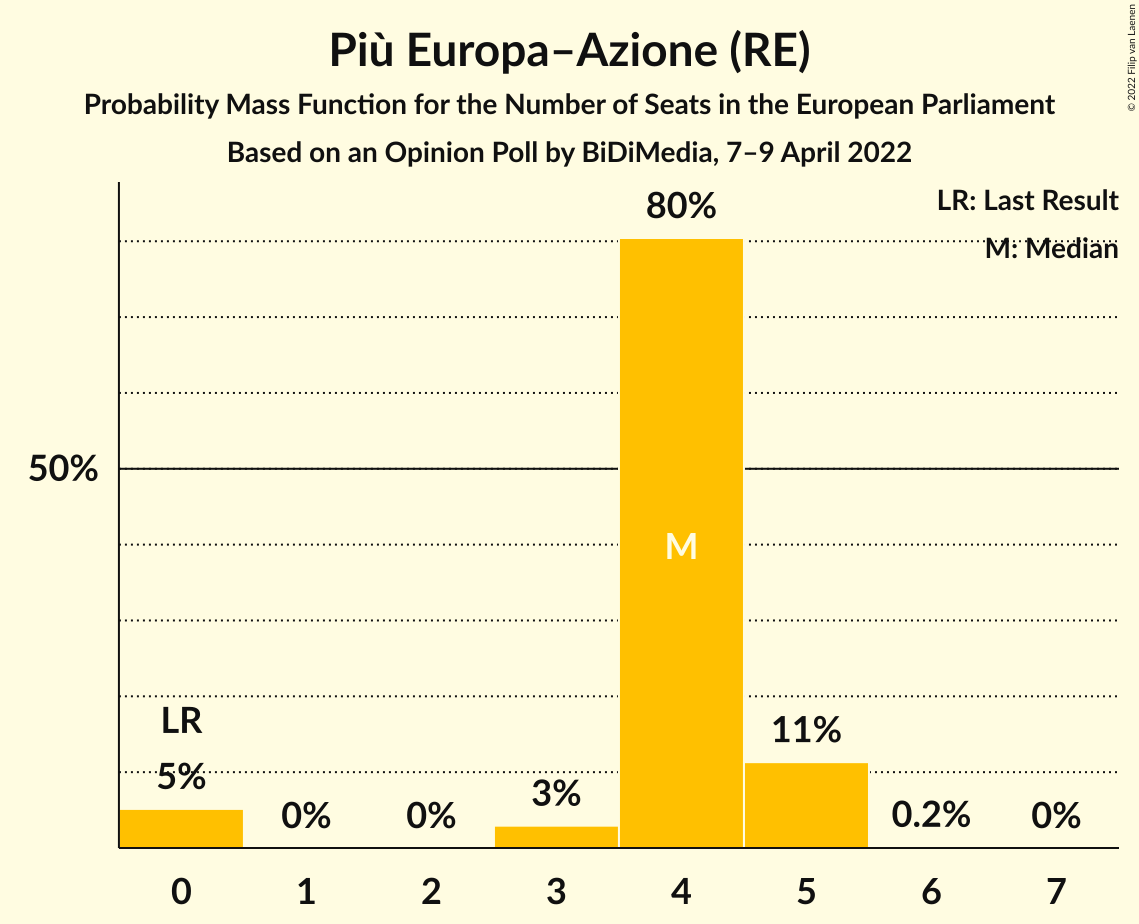 Più Europa–Azione (RE)
Probability Mass Function for the Number of Seats in the European Parliament
Based on an Opinion Poll by BiDiMedia, 7–9 April 2022
© 2022 Filip van Laenen
LR: Last Result
M: Median
80%
50%
M
LR
5%
0%
0%
3%
11%
0.2%
0%
0 1 2 3 4 5 6 7